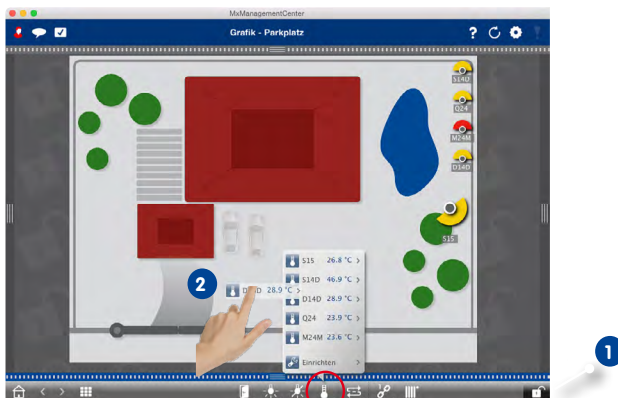 MxManagementCenter
Grafik - Parkplatz
?
S14D
Q24
M24M
D14D
S15
S15 26.8 °C >
S14D 46.9 °C >
D14D 28.9 °C >
D14D 28.9 °C >
Q24 23.9 °C >
M24M 23.6 °C >
Einrichten >
2
1